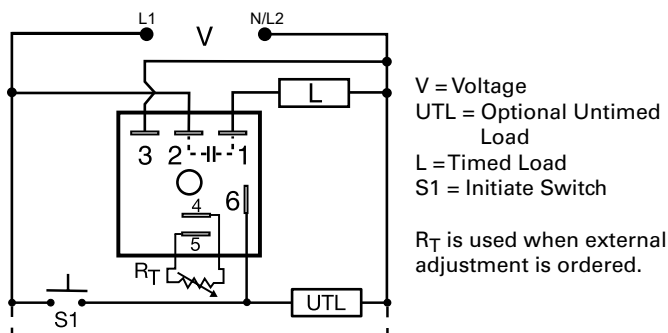 L1
V
N/L2
L
3
2
1
4
5
6
RT
S1
UTL
V = Voltage
UTL = Optional Untimed
Load
L = Timed Load
S1 = Initiate Switch
RT is used when external
adjustment is ordered.